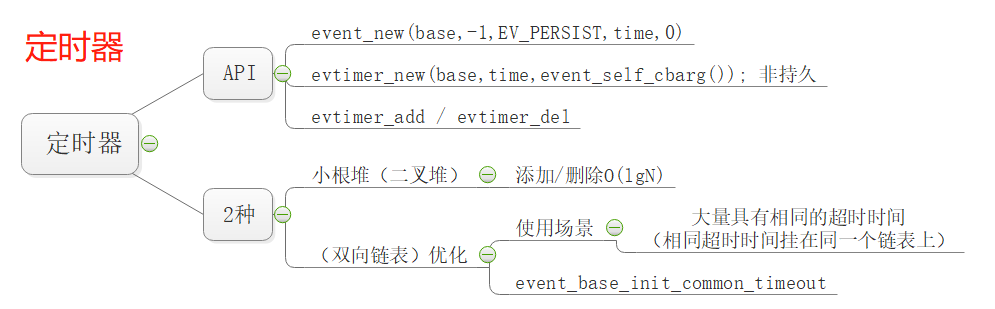 定时器
定时器
API
event_new(base,-1,EV_PERSIST,time,0)
evtimer_new(base,time,event_self_cbarg()); 非持久
evtimer_add / evtimer_del
2种
小根堆（二叉堆）
添加/删除O(lgN)
（双向链表）优化
使用场景
大量具有相同的超时时间
（相同超时时间挂在同一个链表上）
event_base_init_common_timeout